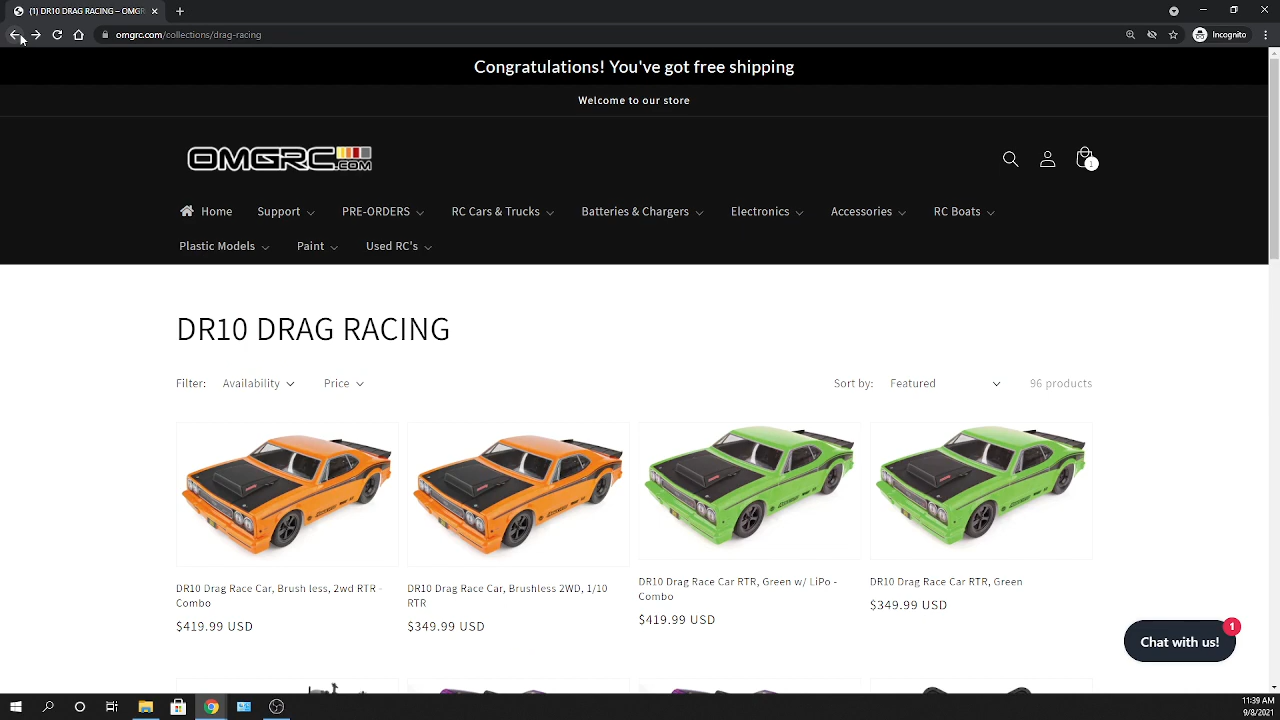 (1) DR10 DRAG RACING – OMGR
omgrc.com/collections/drag-racing
Incognito
Congratulations! You've got free shipping
Welcome to our store
OMGRC.COM
1
Home Support PRE-ORDERS RC Cars & Trucks Batteries & Chargers Electronics Accessories RC Boats
Plastic Models Paint Used RC's
DR10 DRAG RACING
Filter: Availability Price Sort by: Featured 96 products
DR10 Drag Race Car, Brush less, 2wd RTR -
Combo
$419.99 USD
DR10 Drag Race Car, Brushless 2WD, 1/10
RTR
$349.99 USD
DR10 Drag Race Car RTR, Green w/ LiPo -
Combo
$419.99 USD
DR10 Drag Race Car RTR, Green
$349.99 USD
Chat with us!
1
11:39 AM
9/8/2021